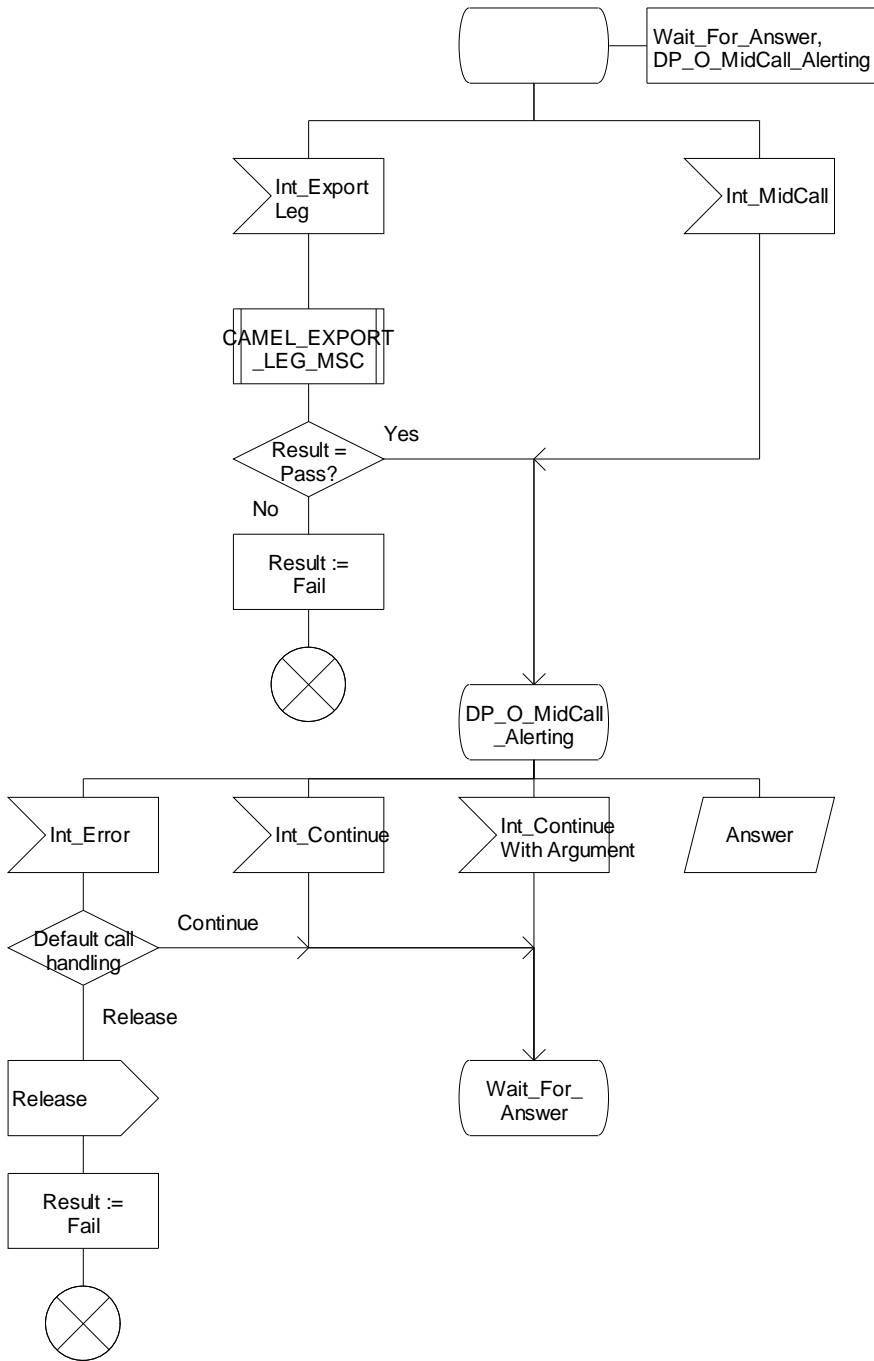 Wait_For_Answer,
DP_O_MidCall_Alerting
Int_Export
Leg
Int_MidCall
CAMEL_EXPORT
_LEG_MSC
Result =
Pass?
Yes
No
Result :=
Fail
DP_O_MidCall
_Alerting
Int_Error
Int_Continue
Int_Continue
With Argument
Answer
Default call
handling
Continue
Release
Release
Wait_For_
Answer
Result :=
Fail